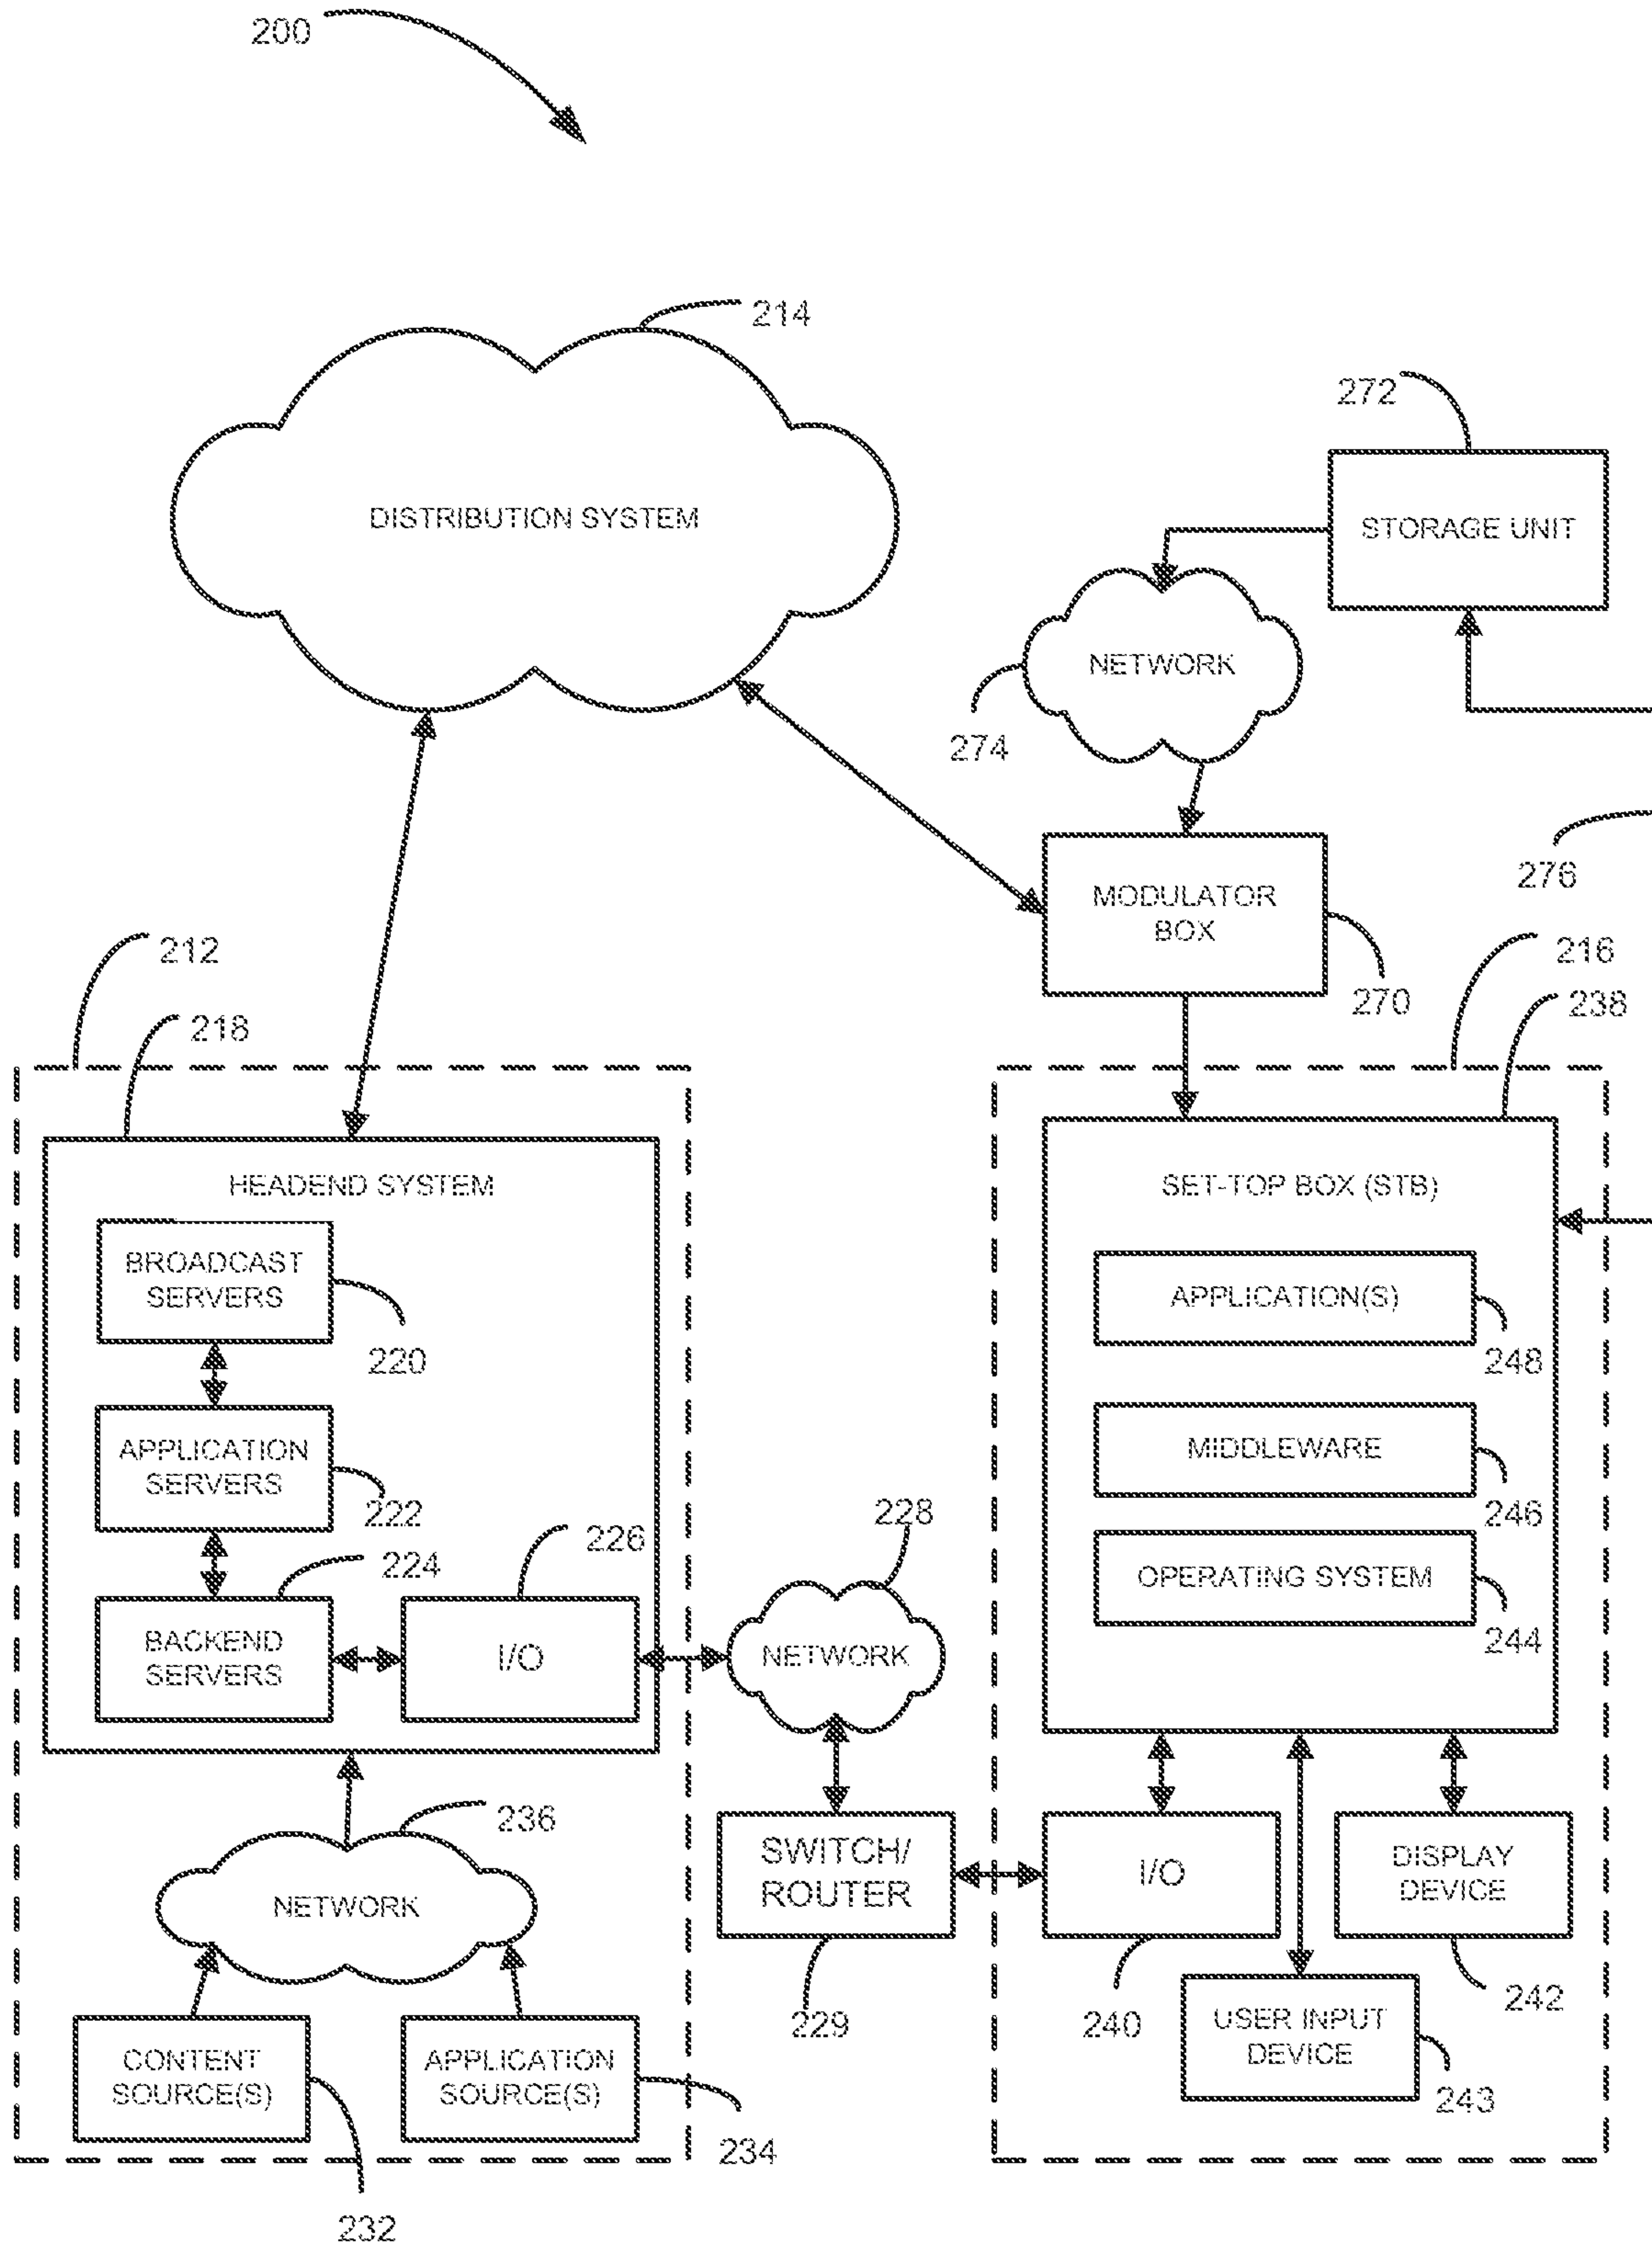 200
214
DISTRIBUTION SYSTEM
272
STORAGE UNIT
NETWORK
274
MODULATOR
BOX
270
276
212
218
216
238
HEADEND SYSTEM
BROADCAST
SERVERS
220
APPLICATION
SERVERS
222
224
226
BACKEND
SERVERS
I/O
228
NETWORK
SWITCH/
ROUTER
229
236
NETWORK
CONTENT
SOURCE(S)
232
APPLICATION
SOURCE(S)
234
SET-TOP BOX (STB)
APPLICATION(S)
248
MIDDLEWARE
246
OPERATING SYSTEM
244
I/O
240
DISPLAY
DEVICE
242
USER INPUT
DEVICE
243